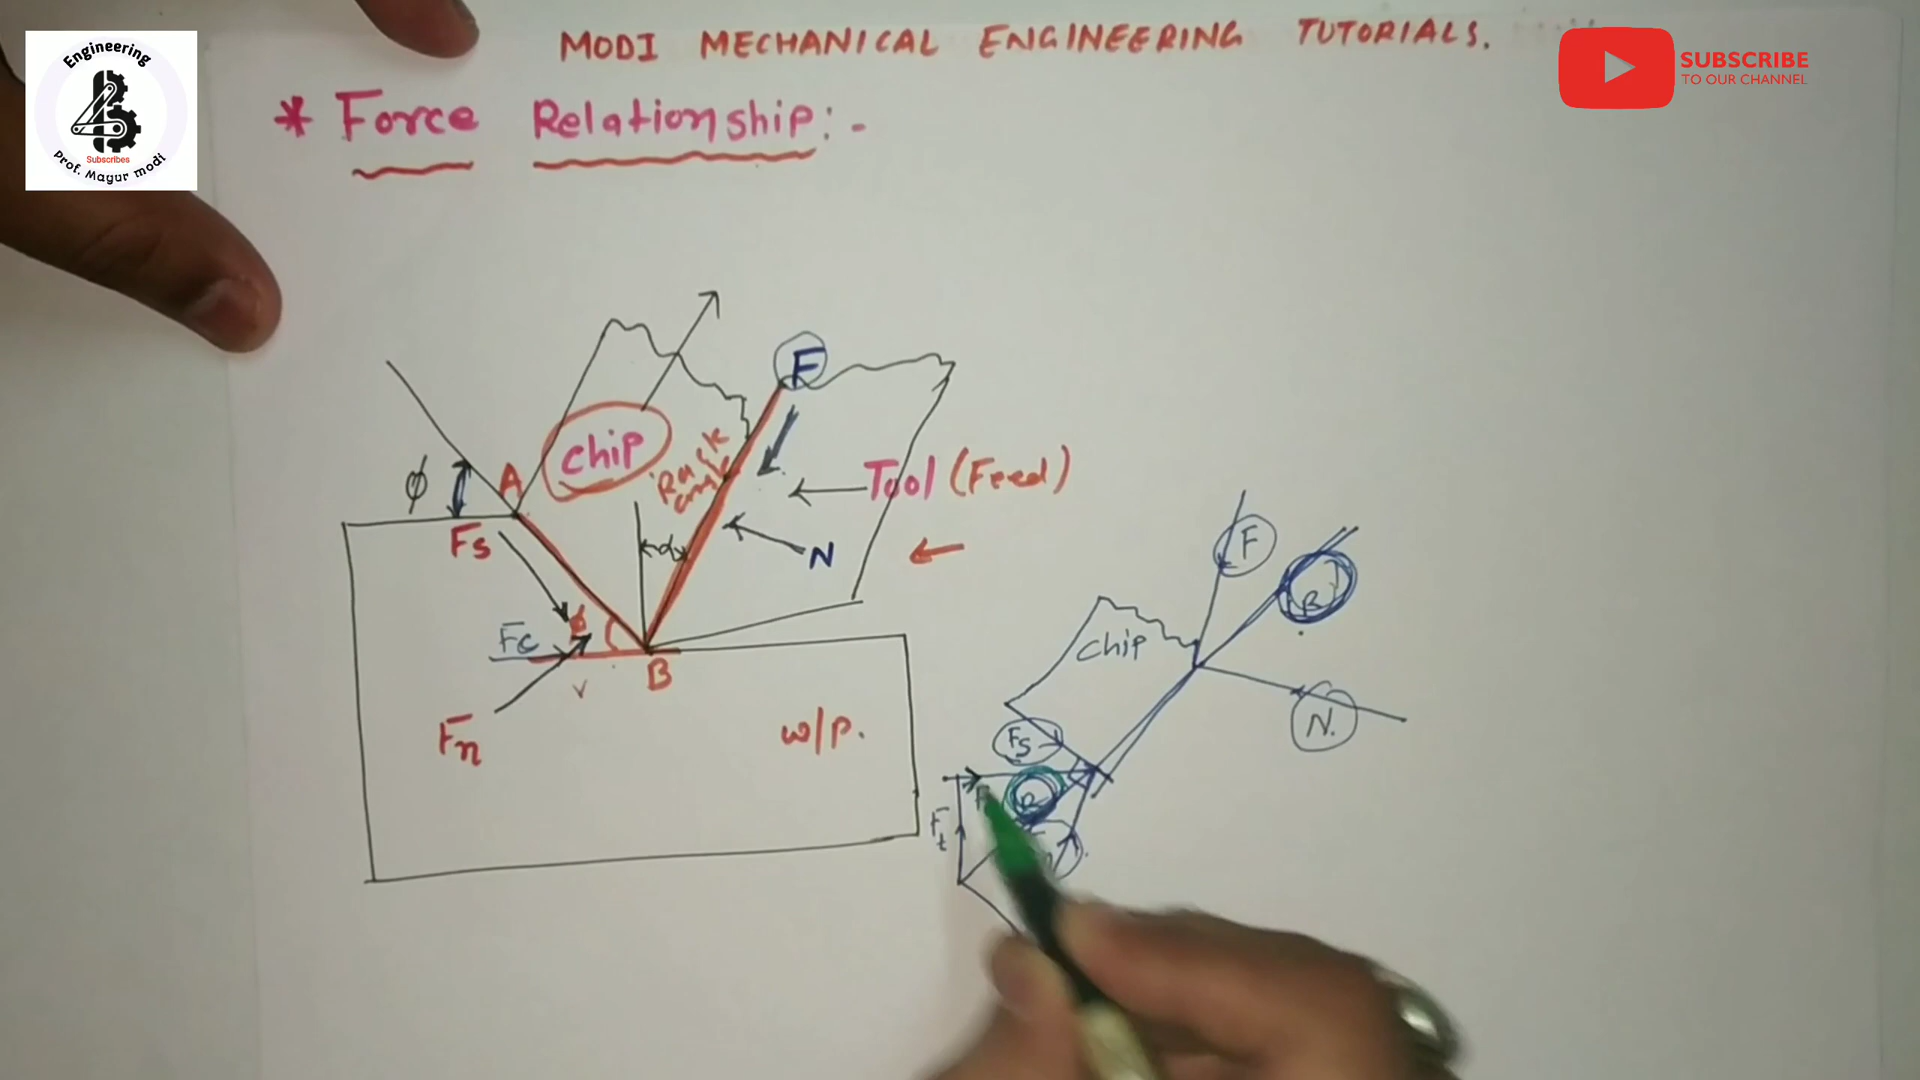 MODI MECHANICAL ENGINEERING TUTORIALS.
SUBSCRIBE
TO OUR CHANNEL
Engineering
Subscribes
Prof. Mayur modi
* Force Relationship:-
F
chip
ϕ
A
Tool (Feed)
Fs
α
N
F
R
ϕ
Fc
chip
B
V
N.
Fn
w/p.
Fs
R
Ft